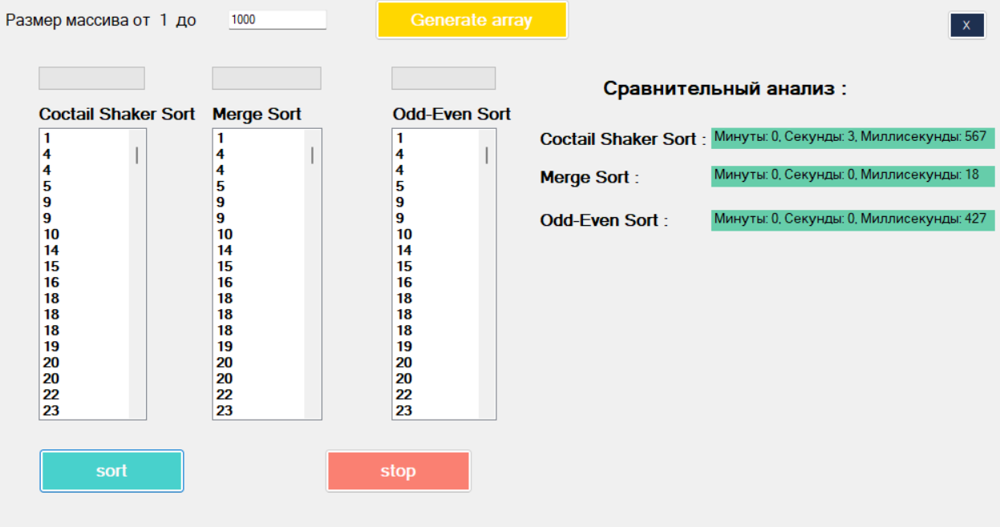 Размер массива от 1 до 1000 Generate array X
Сравнительный анализ :
Coctail Shaker Sort Merge Sort Odd-Even Sort
1 1 1
4 4 4
4 4 4
5 5 5
9 9 9
9 9 9
10 10 10
14 14 14
15 15 15
16 16 16
18 18 18
18 18 18
18 18 18
19 19 19
20 20 20
20 20 20
22 22 22
23 23 23
Coctail Shaker Sort : Минуты: 0, Секунды: 3, Миллисекунды: 567
Merge Sort : Минуты: 0, Секунды: 0, Миллисекунды: 18
Odd-Even Sort : Минуты: 0, Секунды: 0, Миллисекунды: 427
sort stop